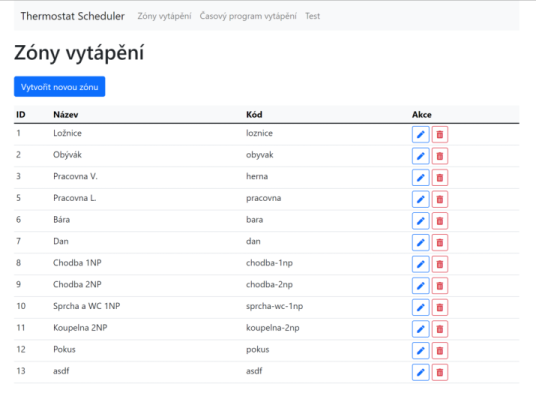 Thermostat Scheduler Zóny vytápění Časový program vytápění Test
Zóny vytápění
Vytvořit novou zónu
ID Název Kód Akce
1 Ložnice loznice
2 Obývák obyvak
3 Pracovna V. herna
5 Pracovna L. pracovna
6 Bára bara
7 Dan dan
8 Chodba 1NP chodba-1np
9 Chodba 2NP chodba-2np
10 Sprcha a WC 1NP sprcha-wc-1np
11 Koupelna 2NP koupelna-2np
12 Pokus pokus
13 asdf asdf